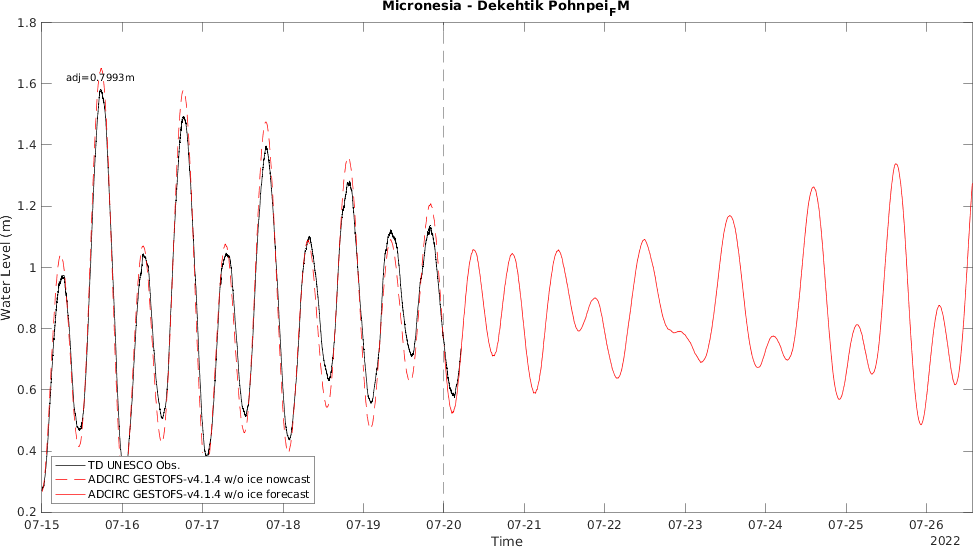 Micronesia - Dekehtik PohnpeiFM
1.8
1.6
1.4
1.2
1
0.8
0.6
0.4
0.2
Water Level (m)
adj=0.7993m
TD UNESCO Obs.
ADCIRC GESTOFS-v4.1.4 w/o ice nowcast
ADCIRC GESTOFS-v4.1.4 w/o ice forecast
07-15 07-16 07-17 07-18 07-19 07-20 07-21 07-22 07-23 07-24 07-25 07-26
Time
2022